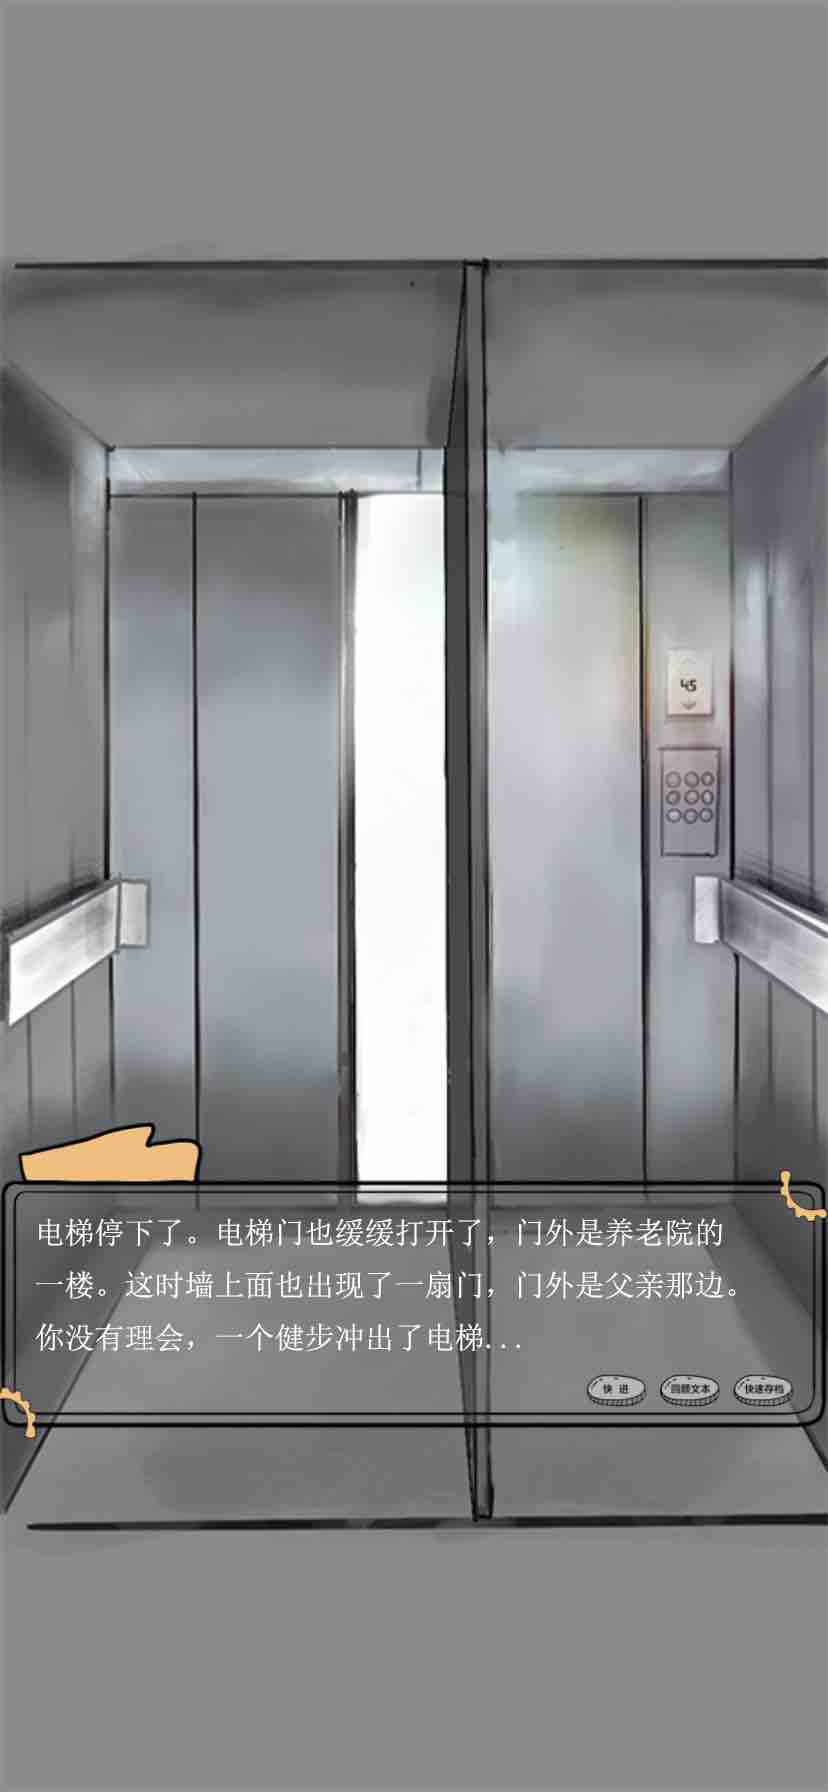 45
电梯停下了。电梯门也缓缓打开了，门外是养老院的
一楼。这时墙上面也出现了一扇门，门外是父亲那边。
你没有理会，一个健步冲出了电梯...
快 进
回顾文本
快速存档